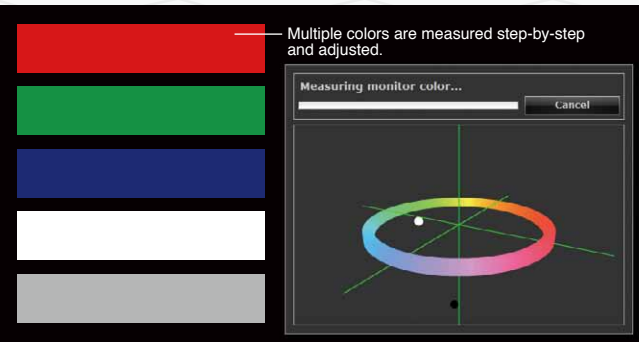 Multiple colors are measured step-by-step
and adjusted.
Measuring monitor color...
Cancel